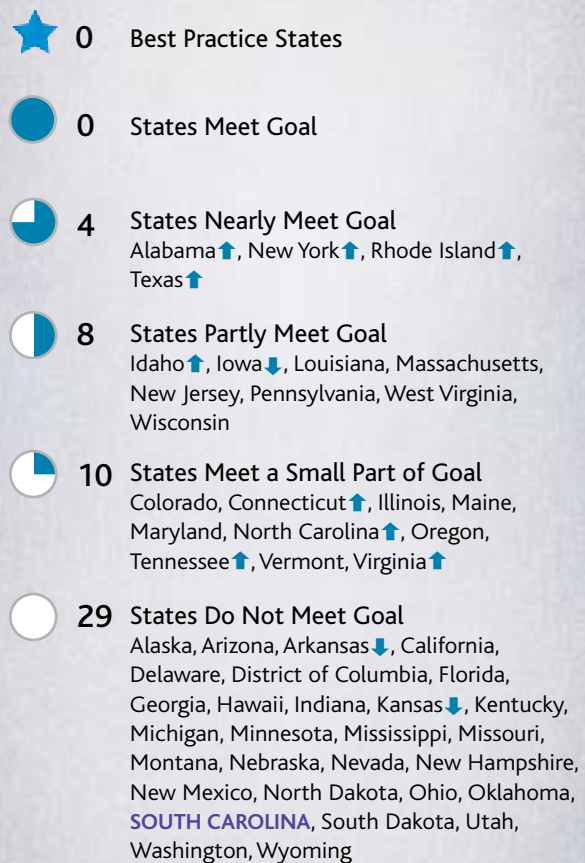 0 Best Practice States
0 States Meet Goal
4 States Nearly Meet Goal
Alabama⬆, New York⬆, Rhode Island⬆,
Texas⬆
8 States Partly Meet Goal
Idaho⬆, Iowa⬇, Louisiana, Massachusetts,
New Jersey, Pennsylvania, West Virginia,
Wisconsin
10 States Meet a Small Part of Goal
Colorado, Connecticut⬆, Illinois, Maine,
Maryland, North Carolina⬆, Oregon,
Tennessee⬆, Vermont, Virginia⬆
29 States Do Not Meet Goal
Alaska, Arizona, Arkansas⬇, California,
Delaware, District of Columbia, Florida,
Georgia, Hawaii, Indiana, Kansas⬇, Kentucky,
Michigan, Minnesota, Mississippi, Missouri,
Montana, Nebraska, Nevada, New Hampshire,
New Mexico, North Dakota, Ohio, Oklahoma,
SOUTH CAROLINA, South Dakota, Utah,
Washington, Wyoming